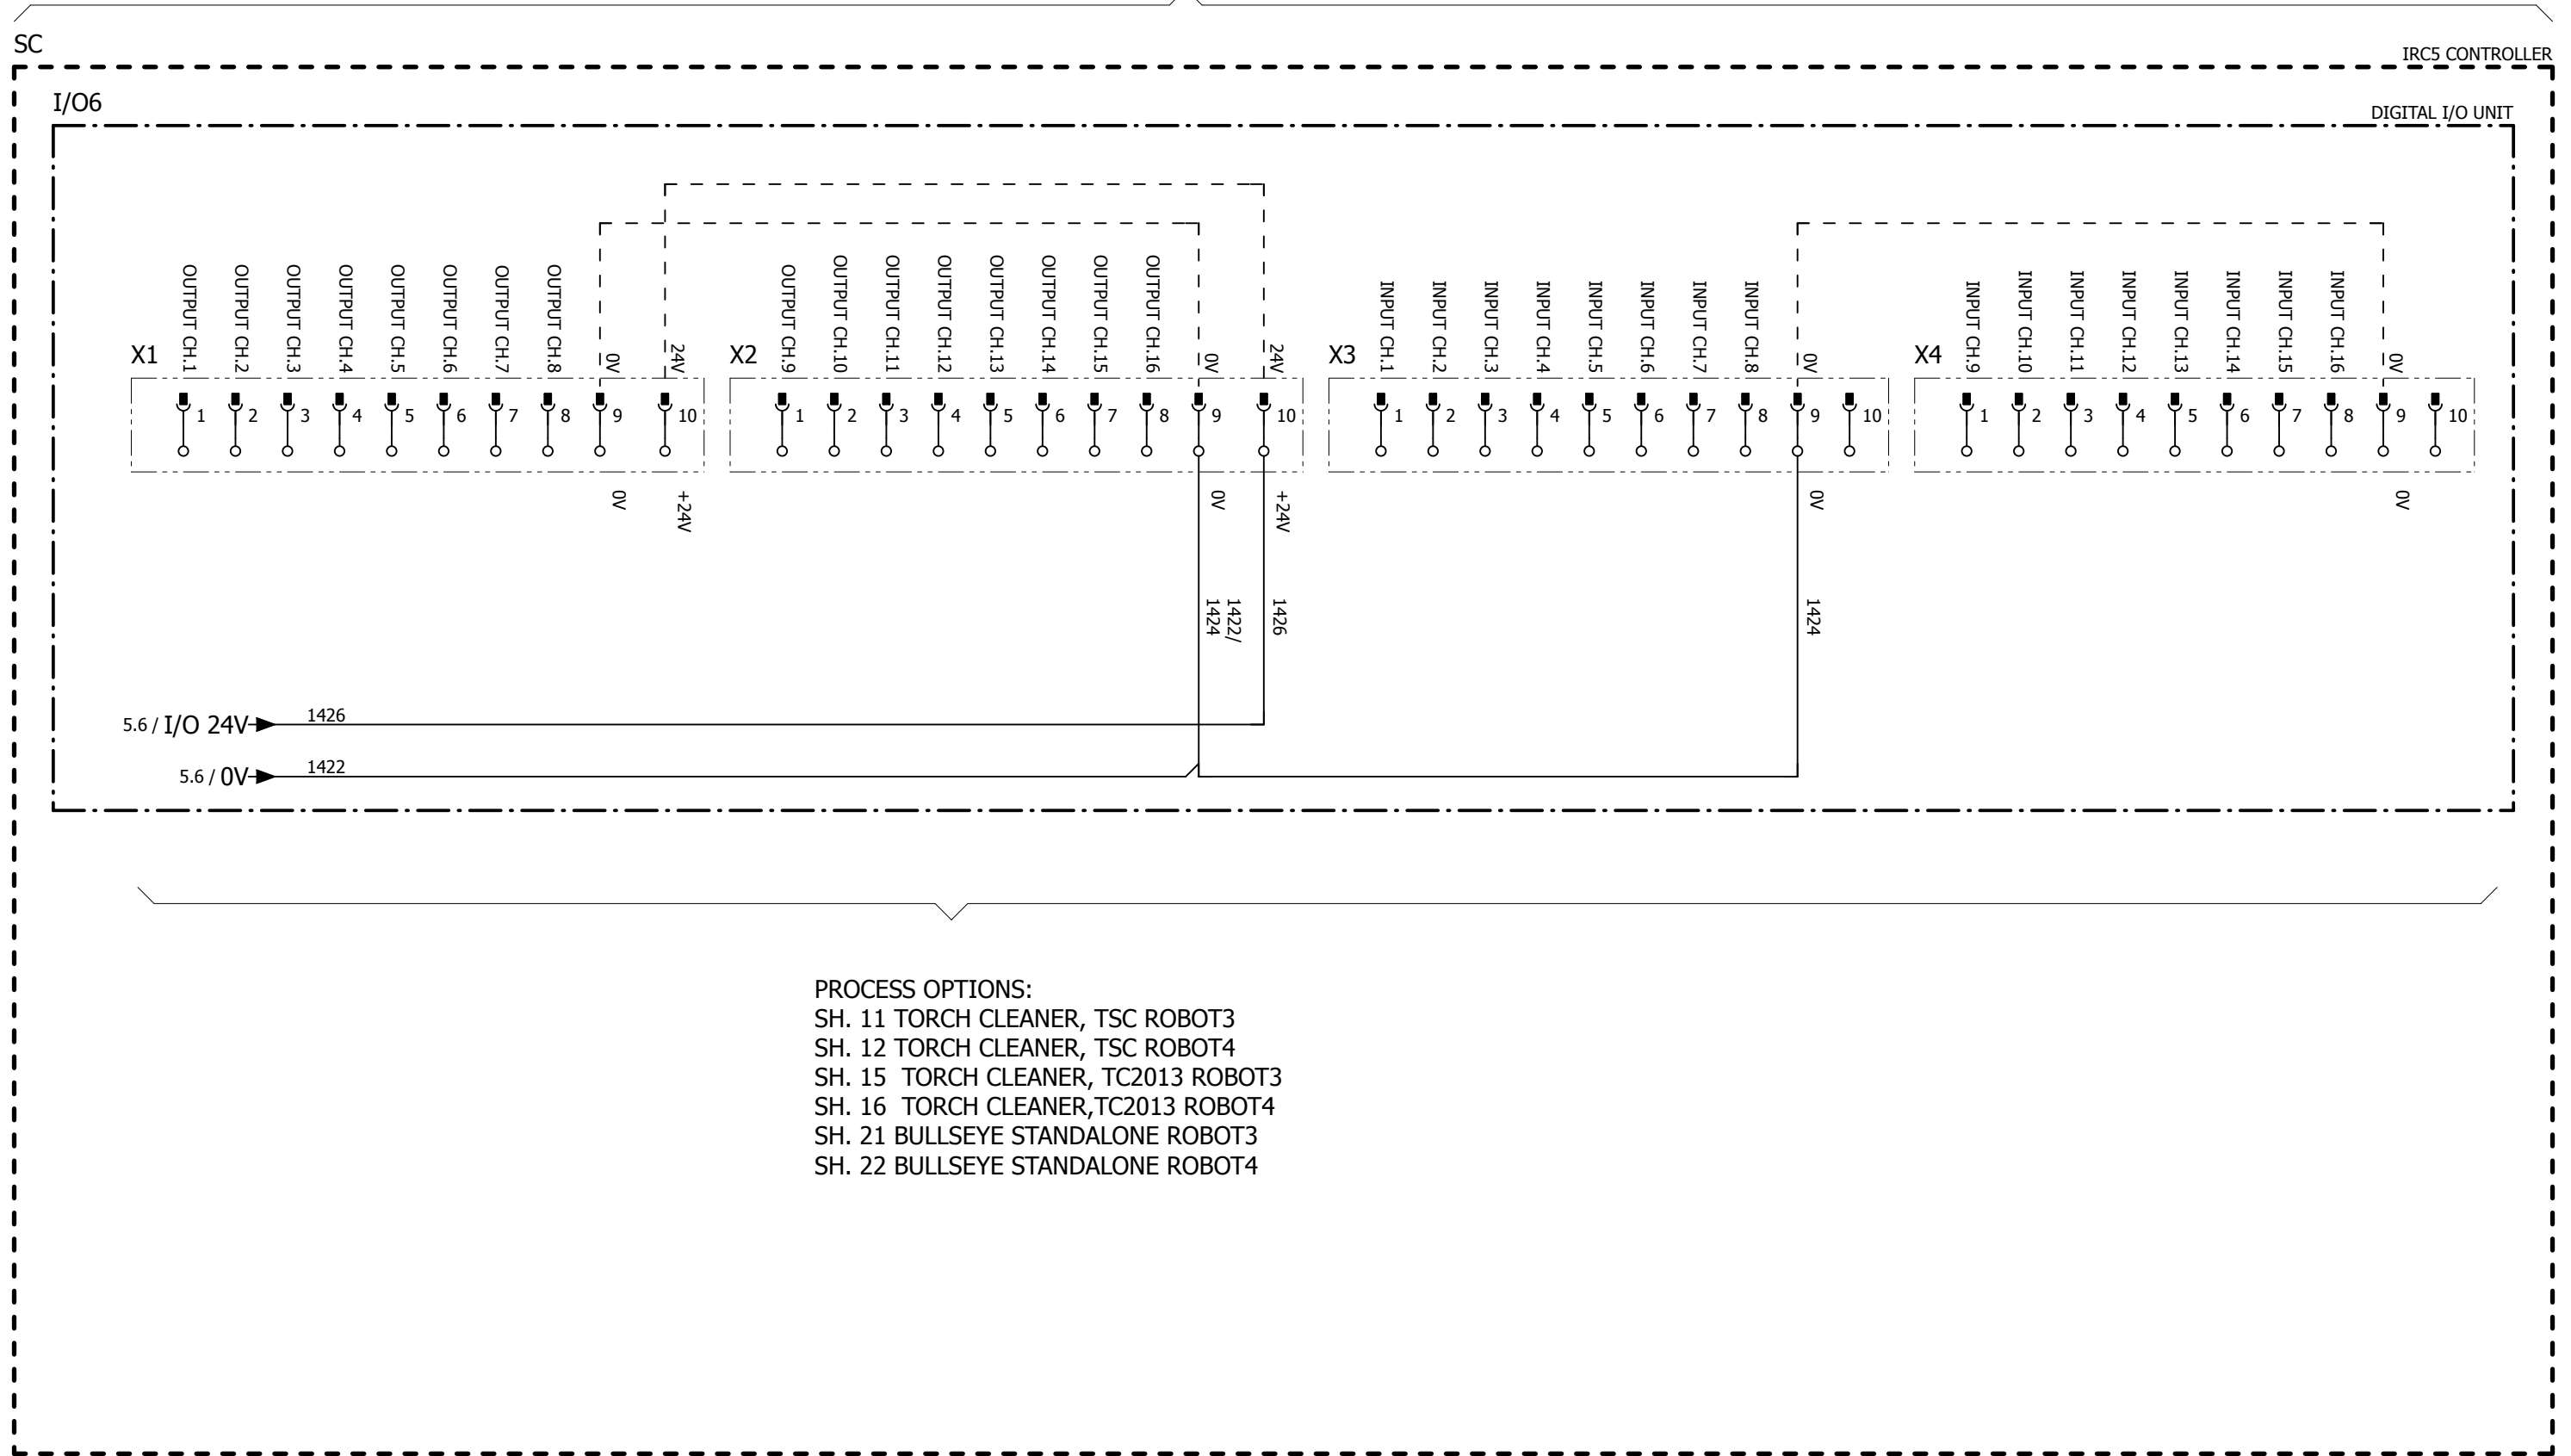 SC
IRC5 CONTROLLER
I/O6
DIGITAL I/O UNIT
X1
OUTPUT CH.1
OUTPUT CH.2
OUTPUT CH.3
OUTPUT CH.4
OUTPUT CH.5
OUTPUT CH.6
OUTPUT CH.7
OUTPUT CH.8
0V
24V
X2
OUTPUT CH.9
OUTPUT CH.10
OUTPUT CH.11
OUTPUT CH.12
OUTPUT CH.13
OUTPUT CH.14
OUTPUT CH.15
OUTPUT CH.16
0V
24V
X3
INPUT CH.1
INPUT CH.2
INPUT CH.3
INPUT CH.4
INPUT CH.5
INPUT CH.6
INPUT CH.7
INPUT CH.8
0V
X4
INPUT CH.9
INPUT CH.10
INPUT CH.11
INPUT CH.12
INPUT CH.13
INPUT CH.14
INPUT CH.15
INPUT CH.16
0V
1 2 3 4 5 6 7 8 9 10
1 2 3 4 5 6 7 8 9 10
1 2 3 4 5 6 7 8 9 10
1 2 3 4 5 6 7 8 9 10
0V
+24V
0V
+24V
0V
0V
1422/
1424
1426
1424
5.6 / I/O 24V
1426
5.6 / 0V
1422
PROCESS OPTIONS:
SH. 11 TORCH CLEANER, TSC ROBOT3
SH. 12 TORCH CLEANER, TSC ROBOT4
SH. 15 TORCH CLEANER, TC2013 ROBOT3
SH. 16 TORCH CLEANER,TC2013 ROBOT4
SH. 21 BULLSEYE STANDALONE ROBOT3
SH. 22 BULLSEYE STANDALONE ROBOT4